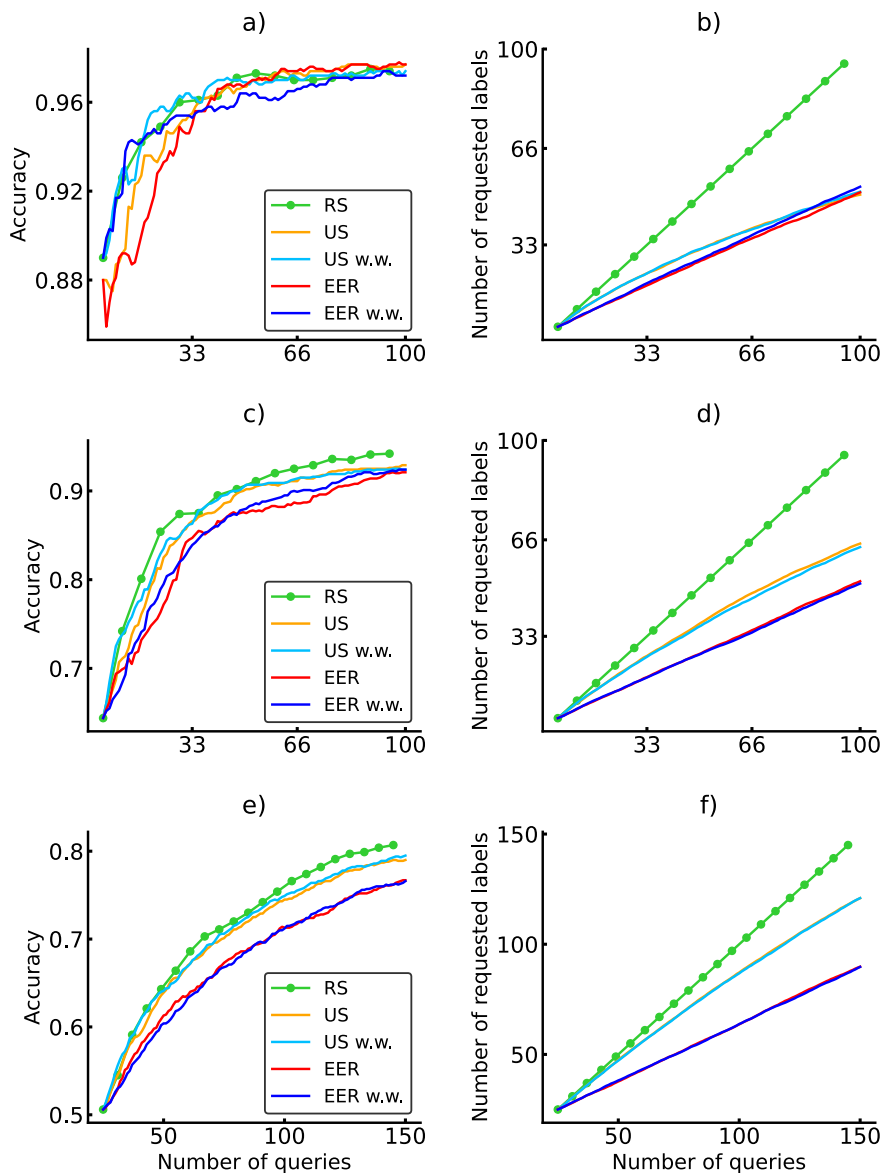 a)
Accuracy
0.96
0.92
0.88
33
66
100
RS
US
US w.w.
EER
EER w.w.
b)
Number of requested labels
100
66
33
33
66
100
c)
Accuracy
0.9
0.8
0.7
33
66
100
RS
US
US w.w.
EER
EER w.w.
d)
Number of requested labels
100
66
33
33
66
100
e)
Accuracy
0.8
0.7
0.6
0.5
50
100
150
Number of queries
RS
US
US w.w.
EER
EER w.w.
f)
Number of requested labels
150
100
50
50
100
150
Number of queries